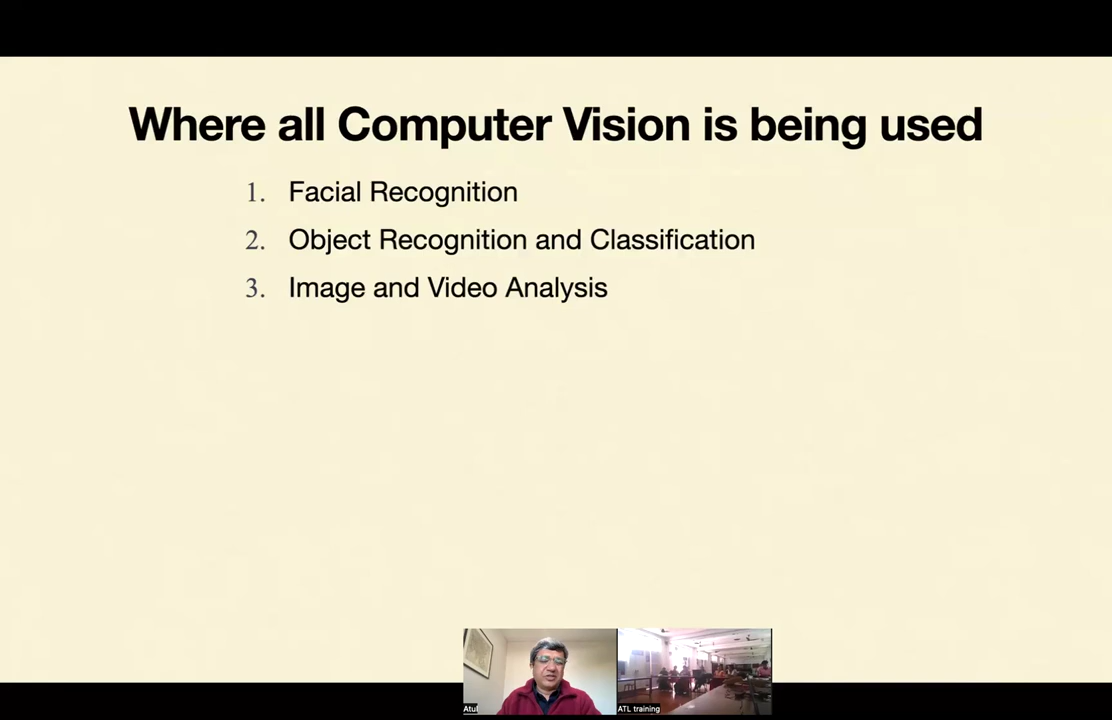 Where all Computer Vision is being used
1. Facial Recognition
2. Object Recognition and Classification
3. Image and Video Analysis
Atul
ATL training